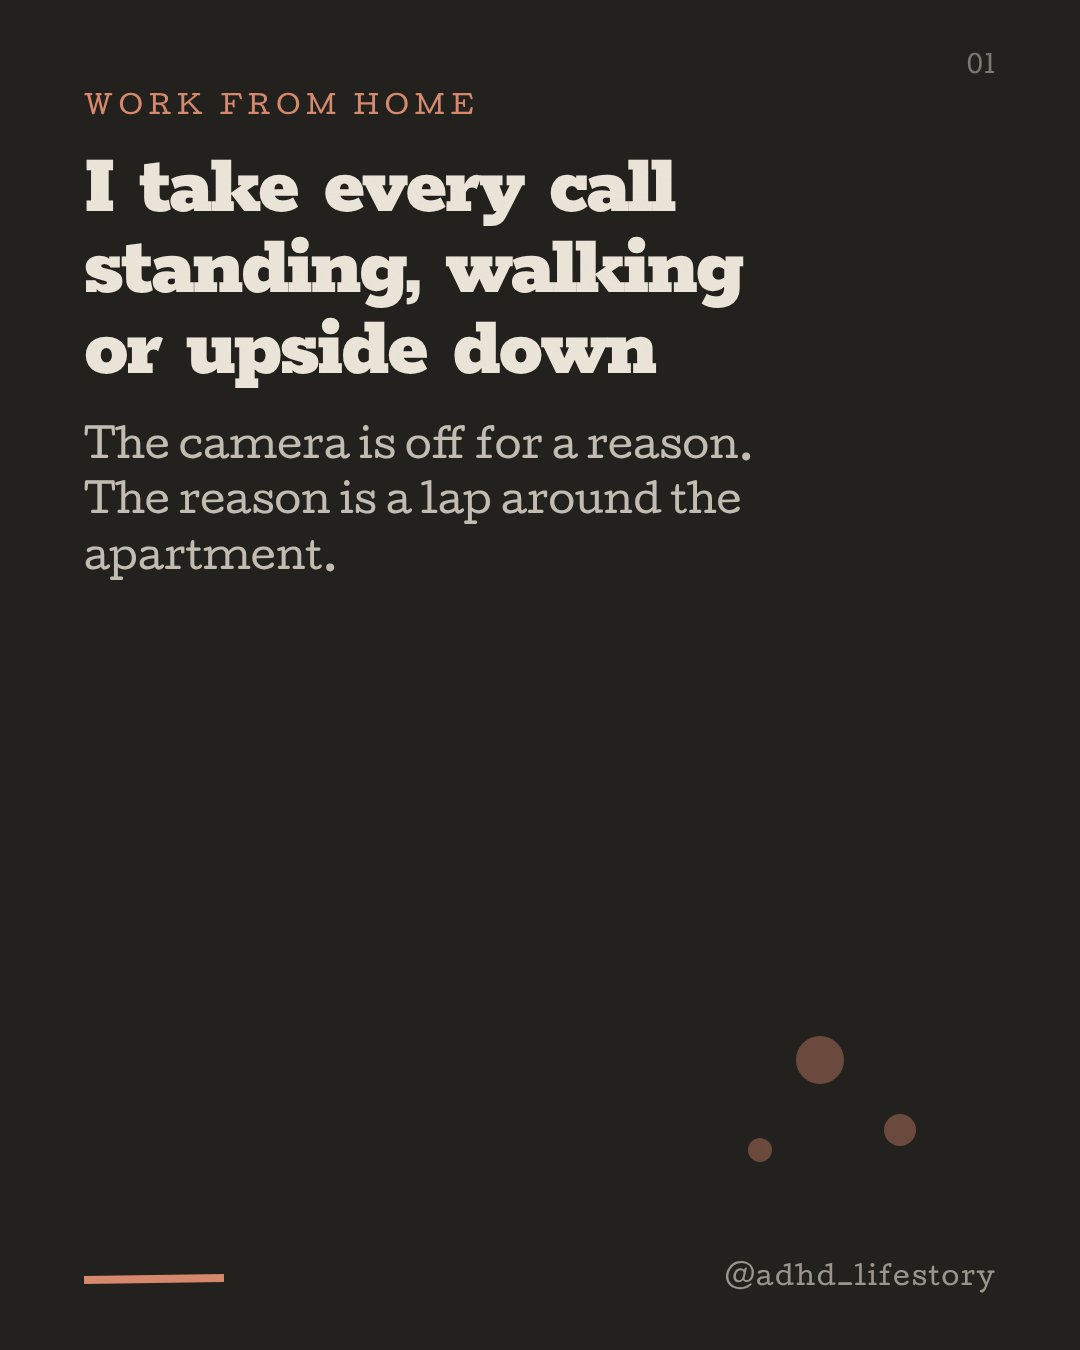 01
WORK FROM HOME
I take every call
standing, walking
or upside down
The camera is off for a reason.
The reason is a lap around the
apartment.
@adhd_lifestory